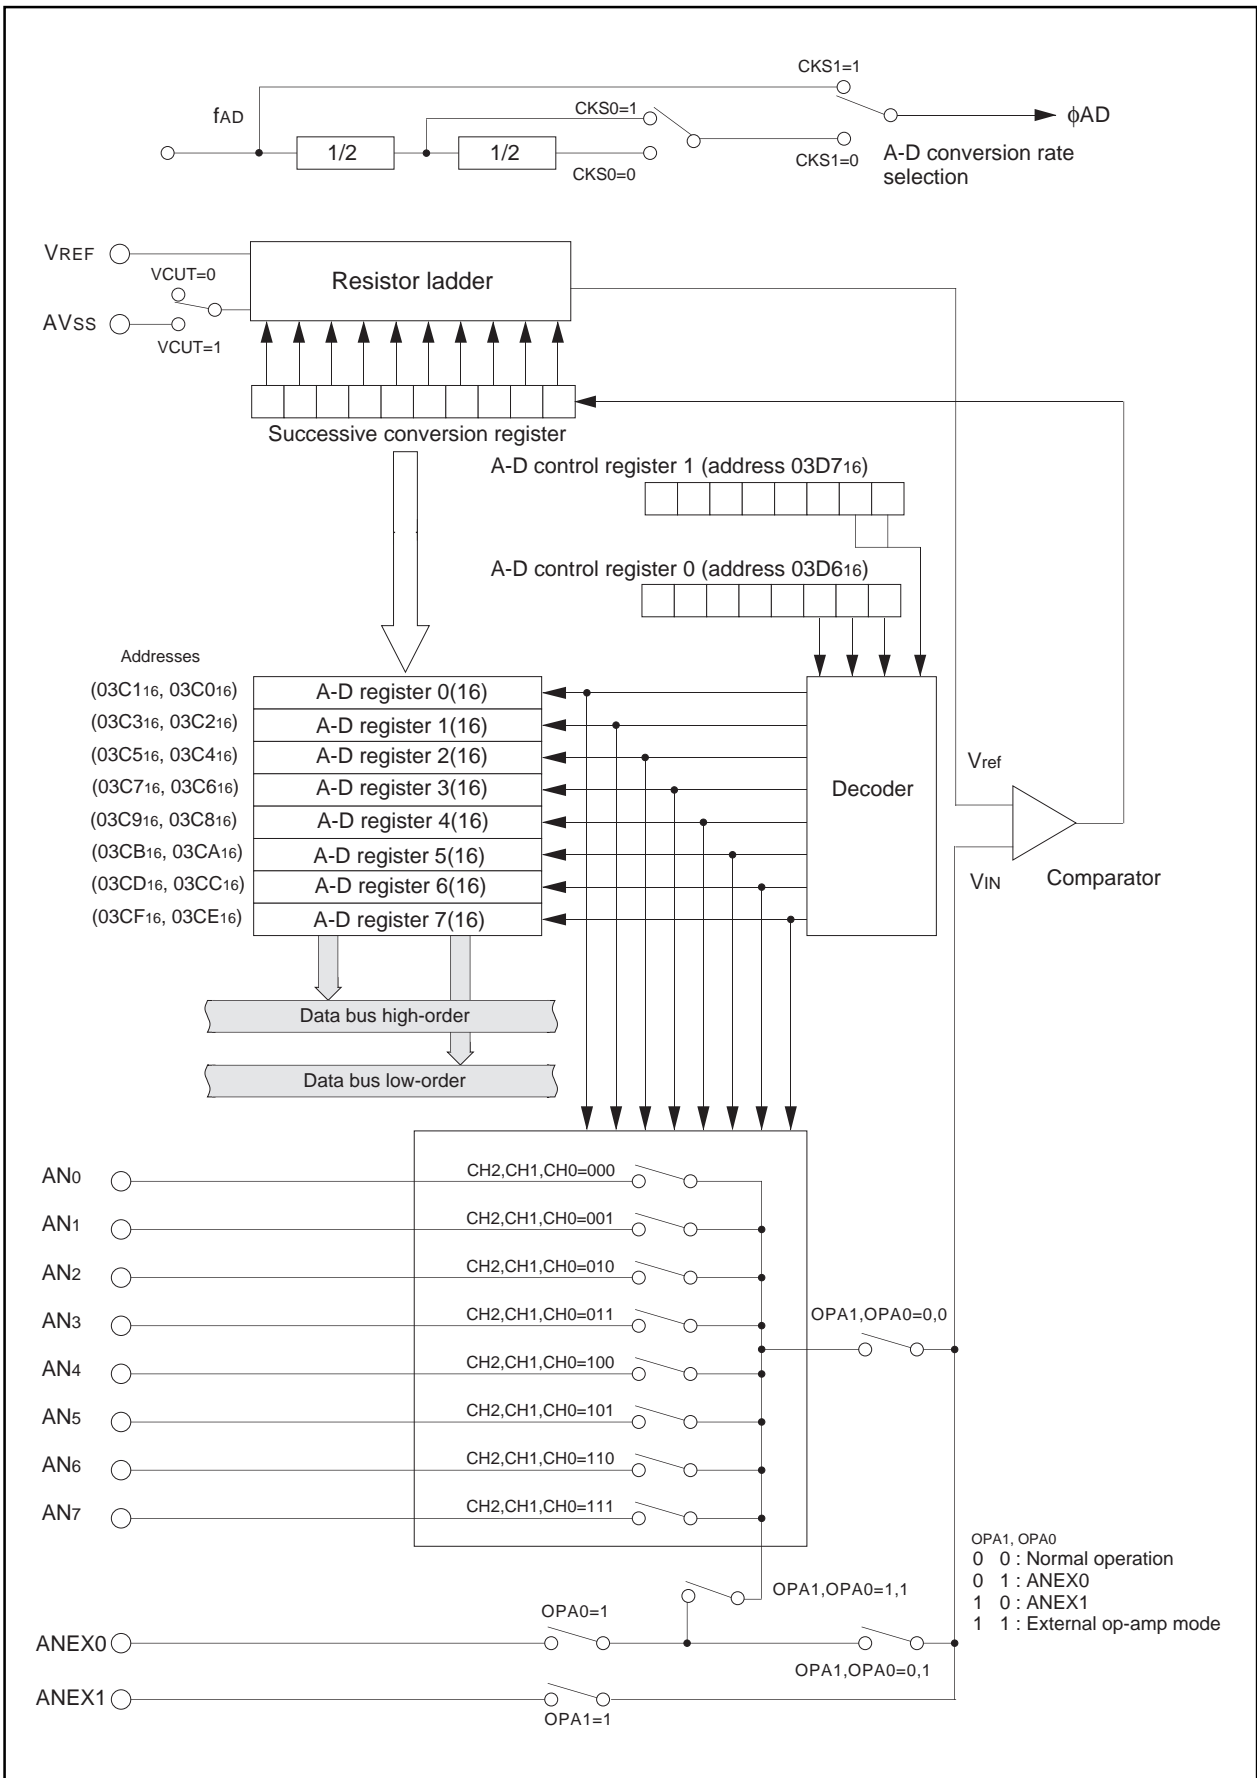 CKS1=1
fAD
CKS0=1
ϕAD
1/2
1/2
CKS0=0
CKS1=0
A-D conversion rate
selection
VREF
VCUT=0
Resistor ladder
AVSS
VCUT=1
Successive conversion register
A-D control register 1 (address 03D716)
A-D control register 0 (address 03D616)
Addresses
(03C116, 03C016)
A-D register 0(16)
(03C316, 03C216)
A-D register 1(16)
(03C516, 03C416)
A-D register 2(16)
(03C716, 03C616)
A-D register 3(16)
(03C916, 03C816)
A-D register 4(16)
(03CB16, 03CA16)
A-D register 5(16)
(03CD16, 03CC16)
A-D register 6(16)
(03CF16, 03CE16)
A-D register 7(16)
Decoder
Vref
VIN
Comparator
Data bus high-order
Data bus low-order
AN0
CH2,CH1,CH0=000
AN1
CH2,CH1,CH0=001
AN2
CH2,CH1,CH0=010
AN3
CH2,CH1,CH0=011
OPA1,OPA0=0,0
AN4
CH2,CH1,CH0=100
AN5
CH2,CH1,CH0=101
AN6
CH2,CH1,CH0=110
AN7
CH2,CH1,CH0=111
OPA1, OPA0
0 0 : Normal operation
0 1 : ANEX0
1 0 : ANEX1
1 1 : External op-amp mode
OPA1,OPA0=1,1
OPA0=1
ANEX0
OPA1,OPA0=0,1
ANEX1
OPA1=1